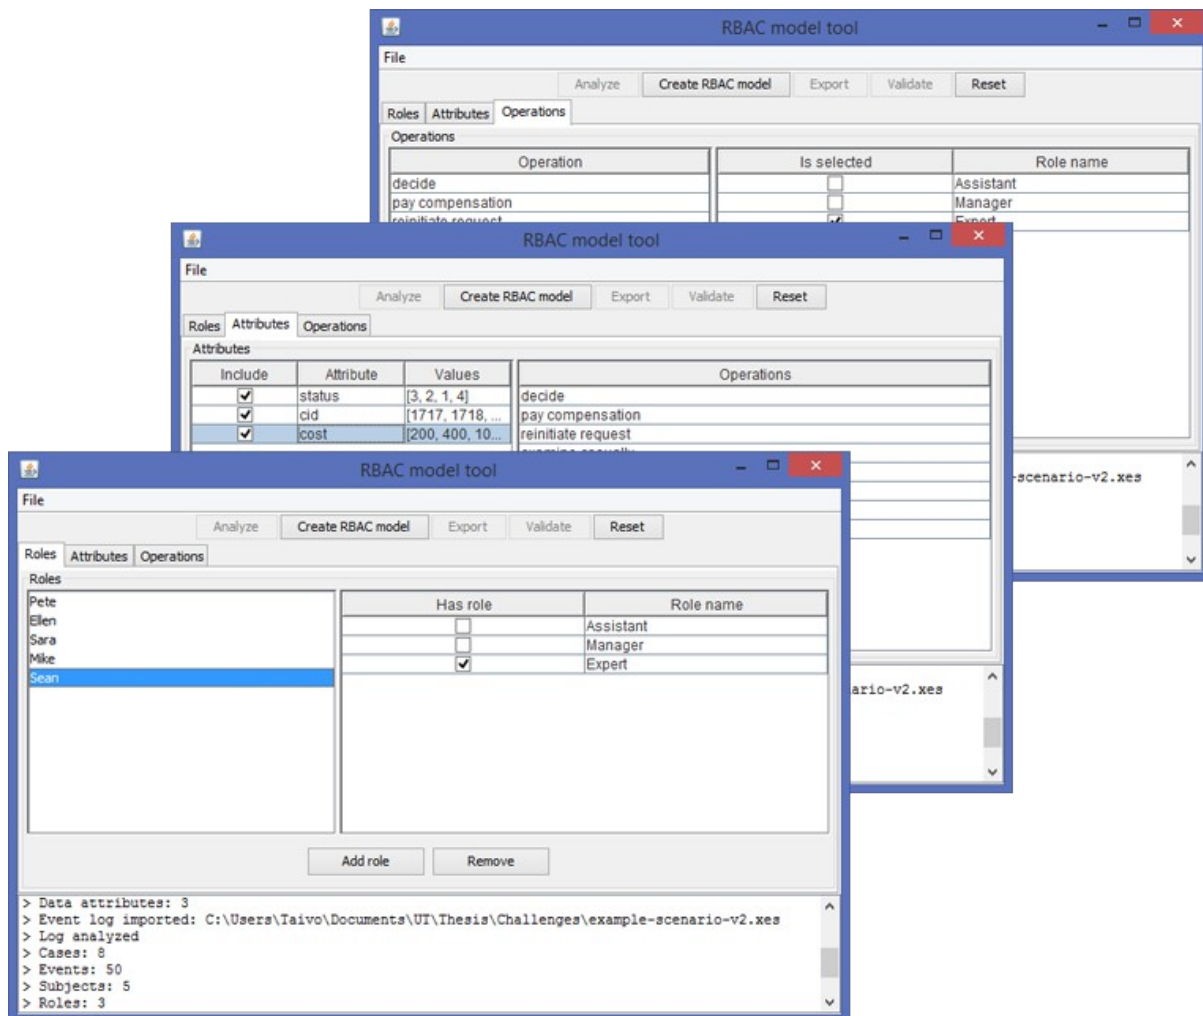 RBAC model tool
File
Analyze Create RBAC model Export Validate Reset
Roles Attributes Operations
Operations
Operation Is selected Role name
decide Assistant
pay compensation Manager
reinitiate request Expert
-scenario-v2.xes
RBAC model tool
File
Analyze Create RBAC model Export Validate Reset
Roles Attributes Operations
Attributes
Include Attribute Values Operations
status [3, 2, 1, 4] decide
cid [1717, 1718, ... pay compensation
cost [200, 400, 10... reinitiate request
ario-v2.xes
RBAC model tool
File
Analyze Create RBAC model Export Validate Reset
Roles Attributes Operations
Roles
Pete Has role Role name
Ellen Assistant
Sara Manager
Mike Expert
Sean
Add role Remove
> Data attributes: 3
> Event log imported: C:\Users\Taivo\Documents\UT\Thesis\Challenges\example-scenario-v2.xes
> Log analyzed
> Cases: 8
> Events: 50
> Subjects: 5
> Roles: 3